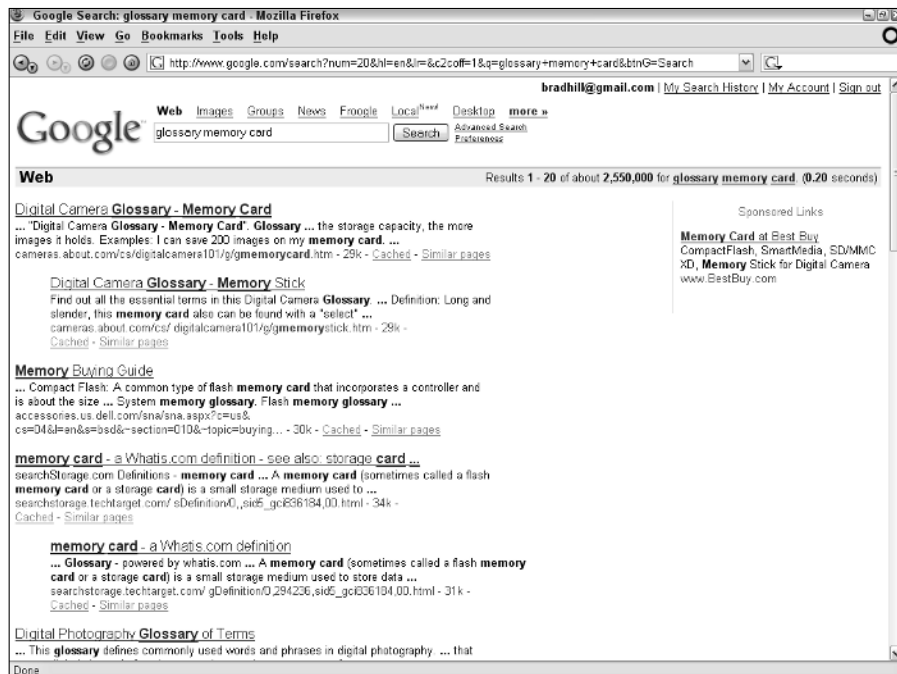 Google Search: glossary memory card - Mozilla Firefox
File Edit View Go Bookmarks Tools Help
http://www.google.com/search?num=20&hl=en&lr=&c2coff=1&q=glossary+memory+card&btnG=Search
bradhill@gmail.com | My Search History | My Account | Sign out
Google
Web Images Groups News Froogle Local New! Desktop more »
glossary memory card Search Advanced Search
Preferences
Web Results 1 - 20 of about 2,550,000 for glossary memory card. (0.20 seconds)
Digital Camera Glossary - Memory Card
... "Digital Camera Glossary - Memory Card". Glossary ... the storage capacity, the more
images it holds. Examples: I can save 200 images on my memory card. ...
cameras.about.com/cs/digitalcamera101/g/gmemorycard.htm - 29k - Cached - Similar pages
Digital Camera Glossary - Memory Stick
Find out all the essential terms in this Digital Camera Glossary. ... Definition: Long and
slender, this memory card also can be found with a "select" ...
cameras.about.com/cs/ digitalcamera101/g/gmemorystick.htm - 29k -
Cached - Similar pages
Memory Buying Guide
... Compact Flash: A common type of flash memory card that incorporates a controller and
is about the size ... System memory glossary. Flash memory glossary ...
accessories.us.dell.com/sna/sna.aspx?c=us&
cs=04&l=en&s=bsd&~section=010&~topic=buying... - 30k - Cached - Similar pages
memory card - a Whatis.com definition - see also: storage card ...
searchStorage.com Definitions - memory card ... A memory card (sometimes called a flash
memory card or a storage card) is a small storage medium used to ...
searchstorage.techtarget.com/ sDefinition/0,,sid5_gci836184,00.html - 34k -
Cached - Similar pages
memory card - a Whatis.com definition
... Glossary - powered by whatis.com ... A memory card (sometimes called a flash memory
card or a storage card) is a small storage medium used to store data ...
searchstorage.techtarget.com/ gDefinition/0,294236,sid5_gci836184,00.html - 31k -
Cached - Similar pages
Digital Photography Glossary of Terms
... This glossary defines commonly used words and phrases in digital photography. ... that
Sponsored Links
Memory Card at Best Buy
CompactFlash, SmartMedia, SD/MMC
XD, Memory Stick for Digital Camera
www.BestBuy.com
Done